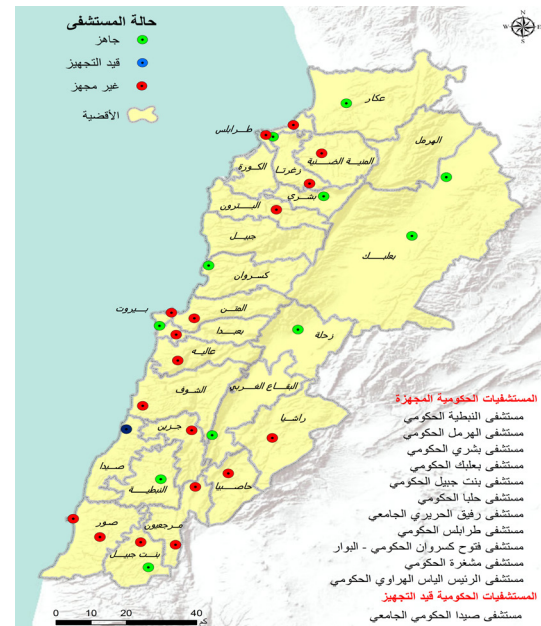 حالة المستشفى
جاهز
قيد التجهيز
غير مجهز
الأقضية
N
W E
S
عكار
طرابلس
الهرمل
المنية الضنية
زغرتا
الكورة
بشري
البترون
بعلبك
جبيل
كسروان
المتن
بيروت
بعبدا
زحلة
عاليه
الشوف
البقاع الغربي
راشيا
جزين
صيدا
حاصبيا
النبطية
صور
مرجعيون
بنت جبيل
المستشفيات الحكومية المجهزة
مستشفى النبطية الحكومي
مستشفى الهرمل الحكومي
مستشفى بشري الحكومي
مستشفى بعلبك الحكومي
مستشفى بنت جبيل الحكومي
مستشفى حلبا الحكومي
مستشفى رفيق الحريري الجامعي
مستشفى طرابلس الحكومي
مستشفى فتوح كسروان الحكومي - البوار
مستشفى مشغرة الحكومي
مستشفى الرئيس الياس الهراوي الحكومي
المستشفيات الحكومية قيد التجهيز
مستشفى صيدا الحكومي الجامعي
0 10 20 40
كم